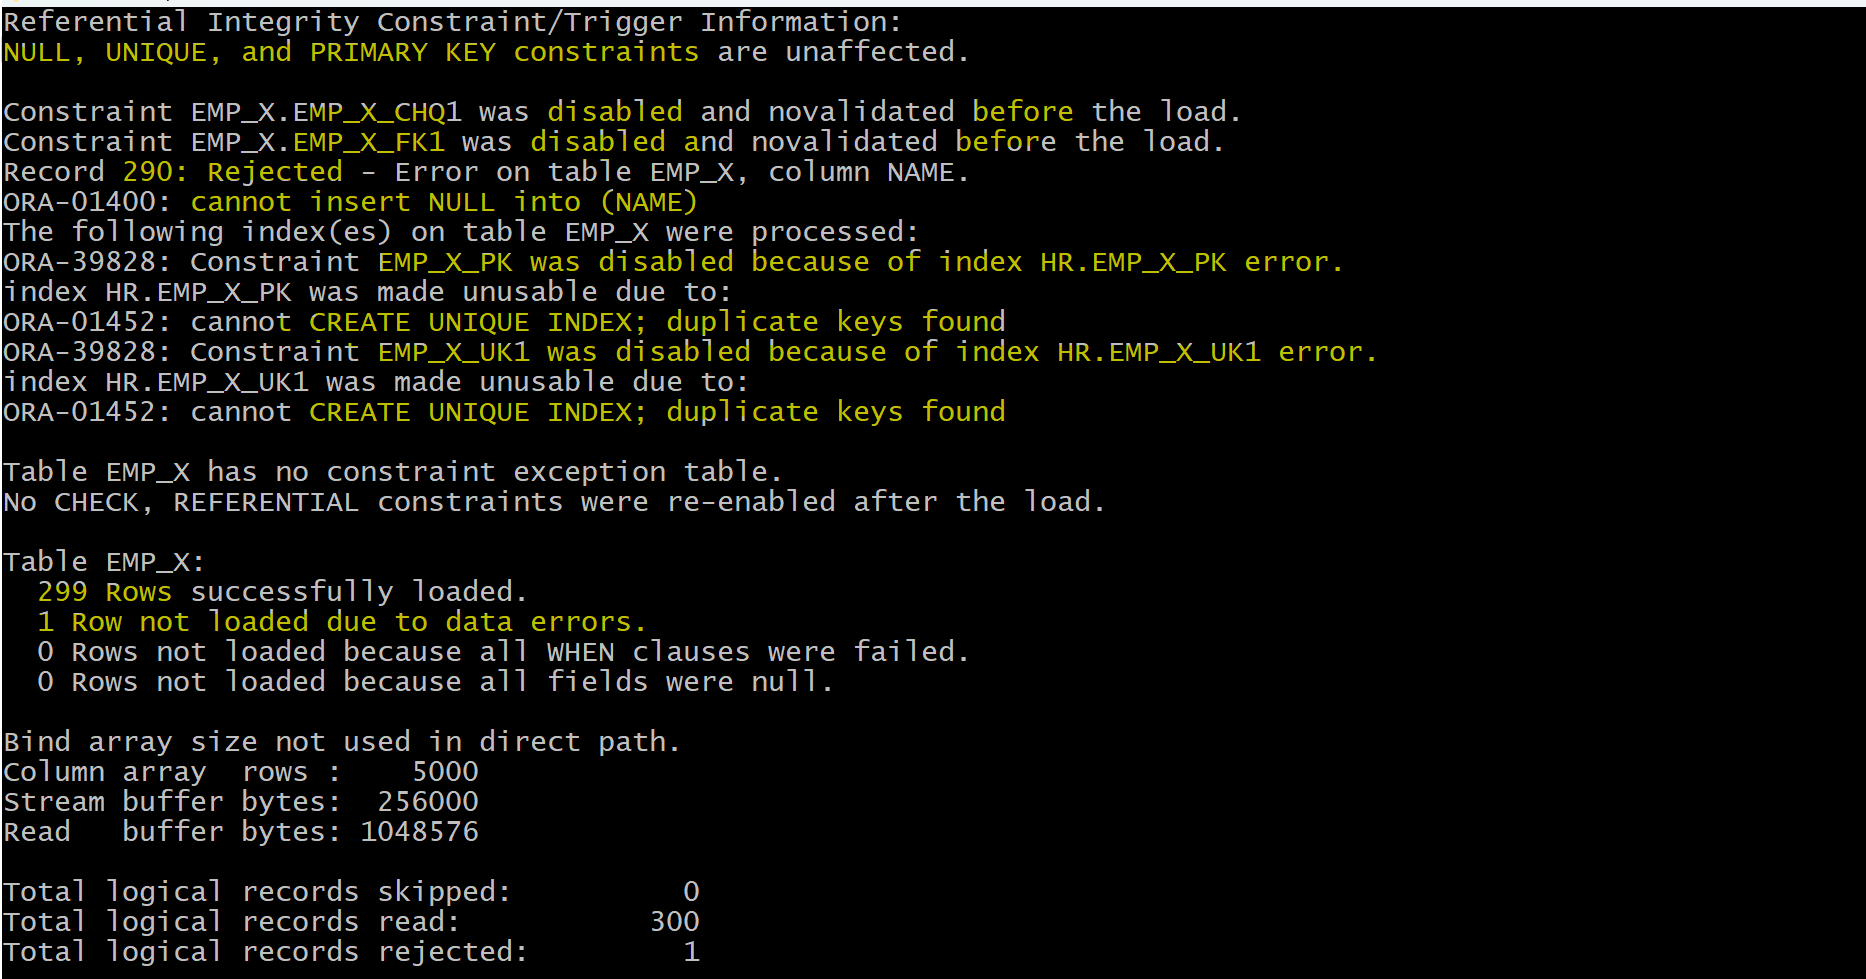 Referential Integrity Constraint/Trigger Information:
NULL, UNIQUE, and PRIMARY KEY constraints are unaffected.

Constraint EMP_X.EMP_X_CHQ1 was disabled and novalidated before the load.
Constraint EMP_X.EMP_X_FK1 was disabled and novalidated before the load.
Record 290: Rejected - Error on table EMP_X, column NAME.
ORA-01400: cannot insert NULL into (NAME)
The following index(es) on table EMP_X were processed:
ORA-39828: Constraint EMP_X_PK was disabled because of index HR.EMP_X_PK error.
index HR.EMP_X_PK was made unusable due to:
ORA-01452: cannot CREATE UNIQUE INDEX; duplicate keys found
ORA-39828: Constraint EMP_X_UK1 was disabled because of index HR.EMP_X_UK1 error.
index HR.EMP_X_UK1 was made unusable due to:
ORA-01452: cannot CREATE UNIQUE INDEX; duplicate keys found

Table EMP_X has no constraint exception table.
No CHECK, REFERENTIAL constraints were re-enabled after the load.

Table EMP_X:
  299 Rows successfully loaded.
  1 Row not loaded due to data errors.
  0 Rows not loaded because all WHEN clauses were failed.
  0 Rows not loaded because all fields were null.

Bind array size not used in direct path.
Column array  rows :    5000
Stream buffer bytes:  256000
Read   buffer bytes: 1048576

Total logical records skipped:          0
Total logical records read:           300
Total logical records rejected:         1